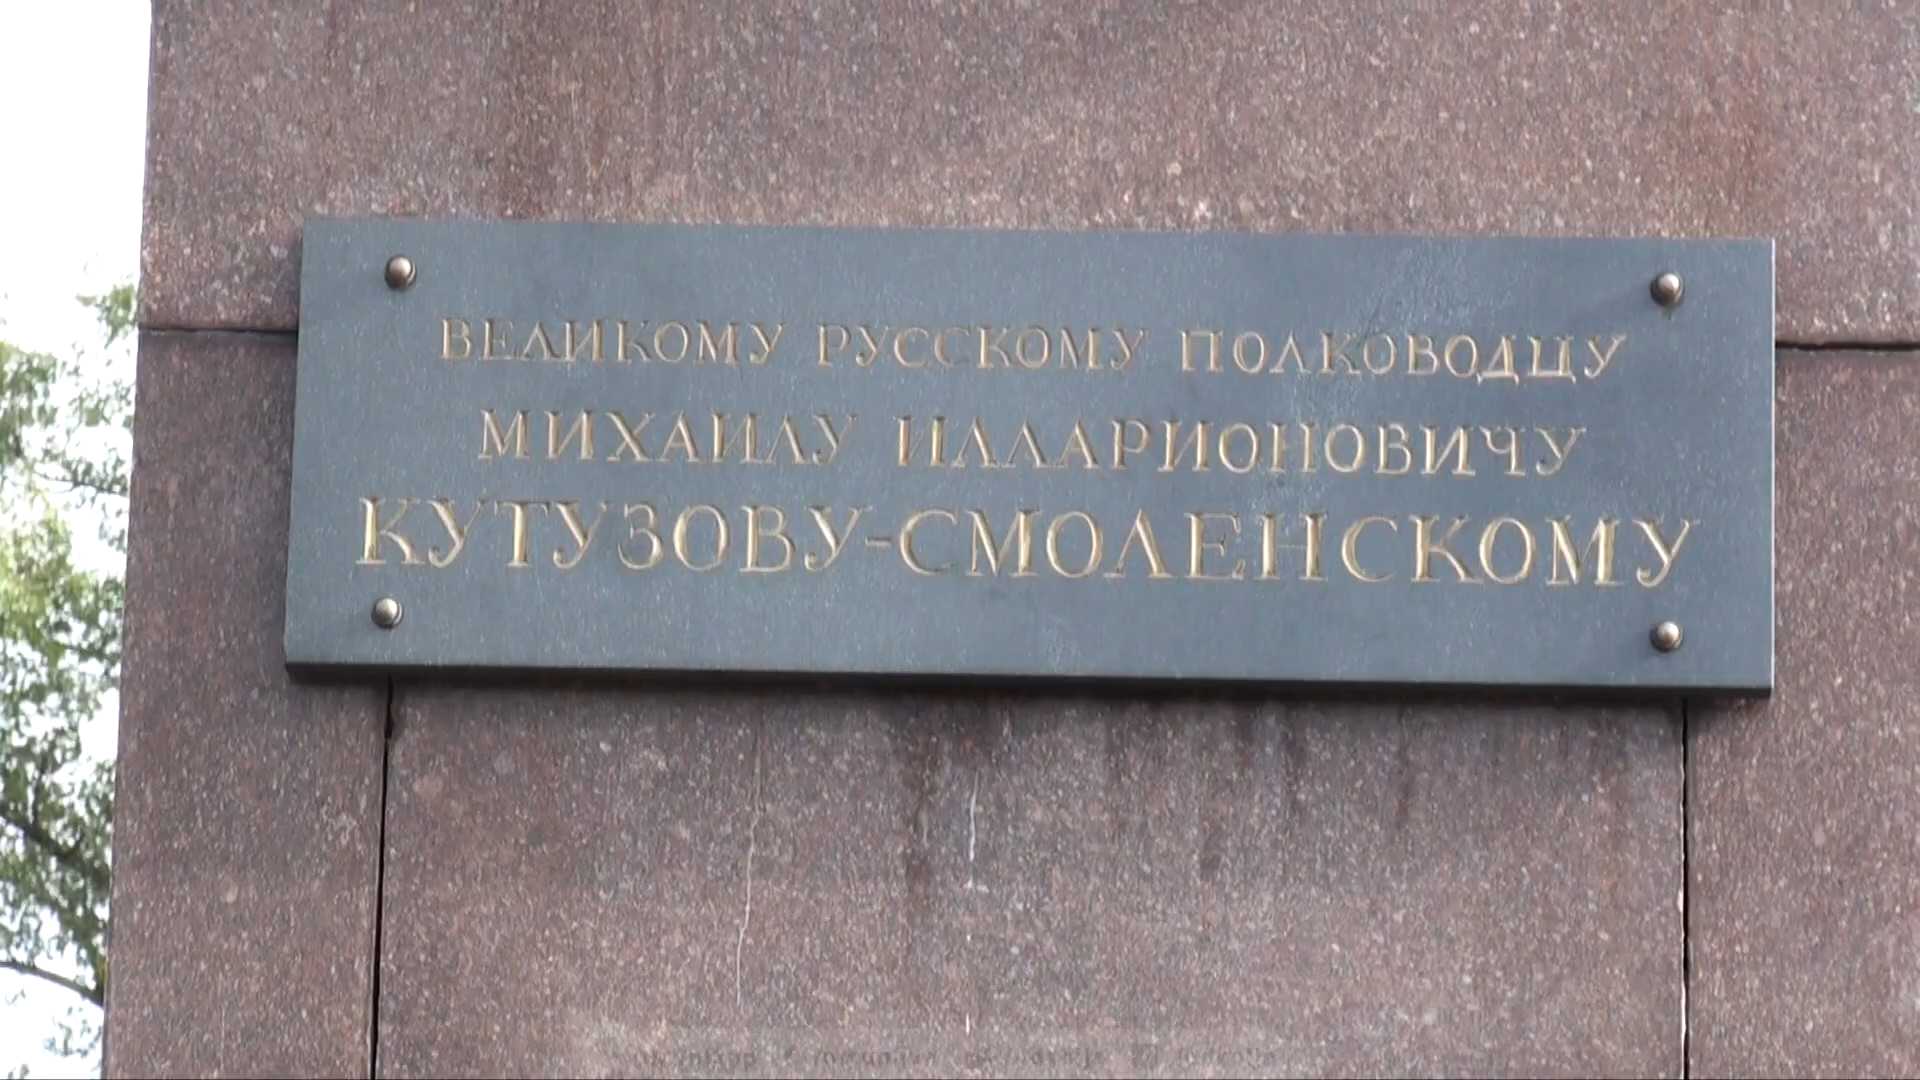 ВЕЛИКОМУ РУССКОМУ ПОЛКОВОДЦУ
МИХАИЛУ ИЛЛАРИОНОВИЧУ
КУТУЗОВУ-СМОЛЕНСКОМУ